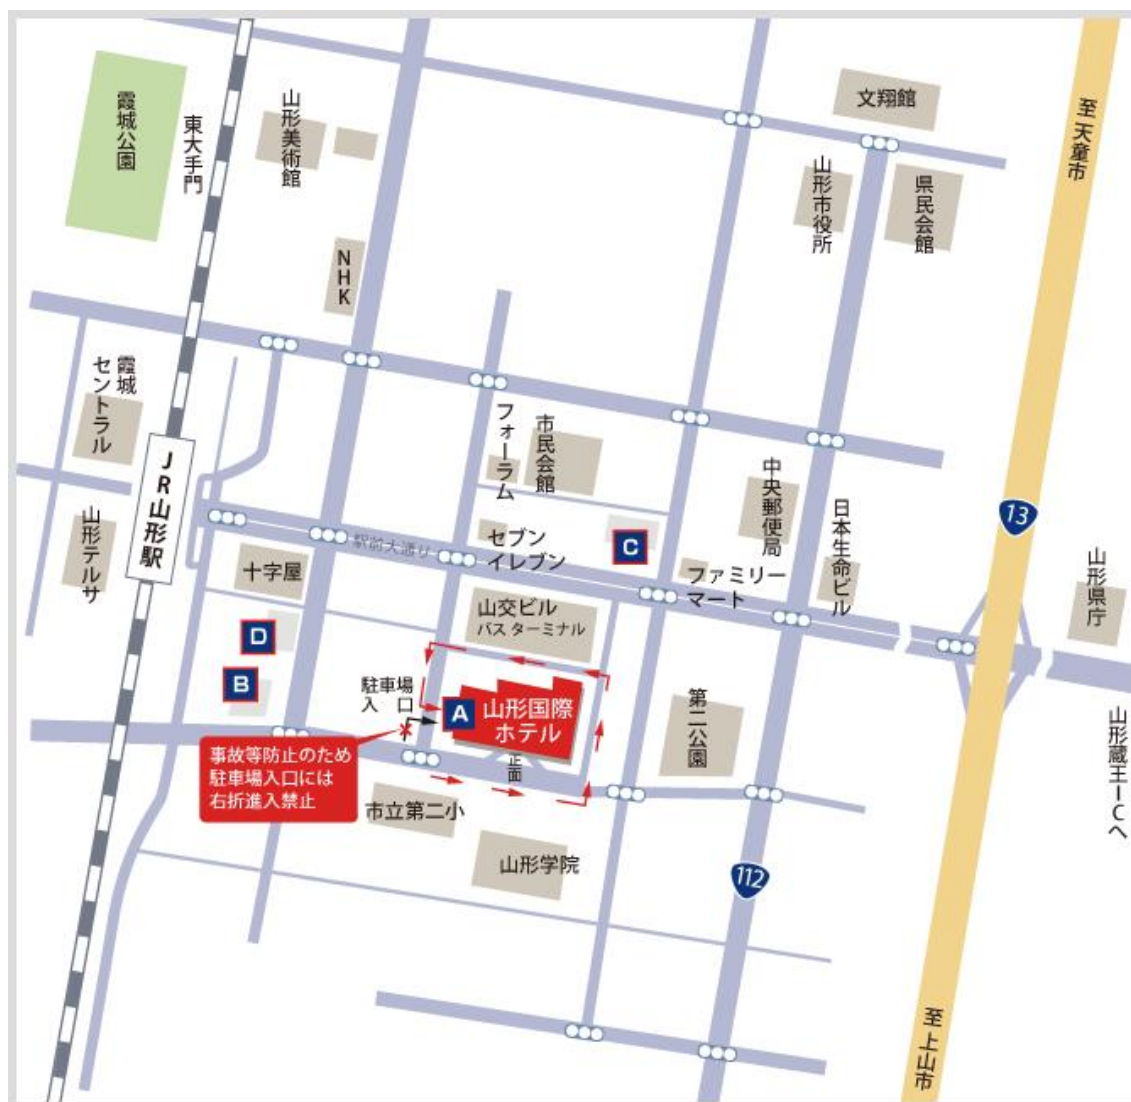 文翔館
至 天童市
霞城公園
東大手門
山形美術館
山形市役所
県民会館
NHK
霞城
セントラル
フォーラム
市民会館
中央郵便局
日本生命ビル
13
JR山形駅
山形テルサ
駅前大通り
セブン
イレブン
C
ファミリー
マート
山形県庁
十字屋
山交ビル
バスターミナル
D
B
駐車場
入口
A
山形国際
ホテル
正面
第二公園
山形蔵王ICへ
事故等防止のため
駐車場入口には
右折進入禁止
市立第二小
山形学院
112
至 上山市